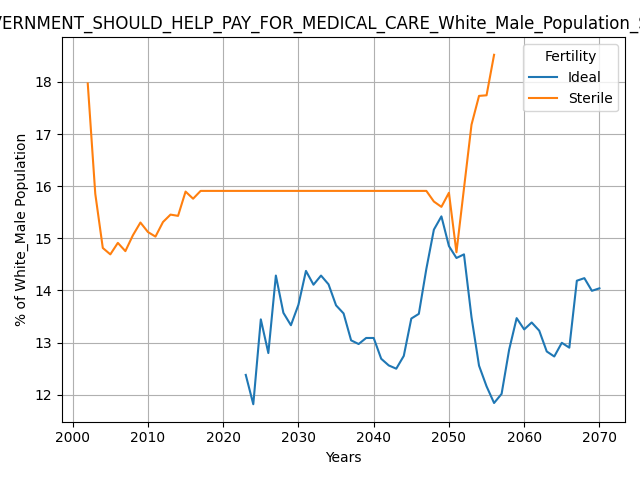 VERNMENT_SHOULD_HELP_PAY_FOR_MEDICAL_CARE_White_Male_Population_S
Fertility
Ideal
Sterile
18
17
16
15
14
13
12
% of White_Male Population
2000 2010 2020 2030 2040 2050 2060 2070
Years